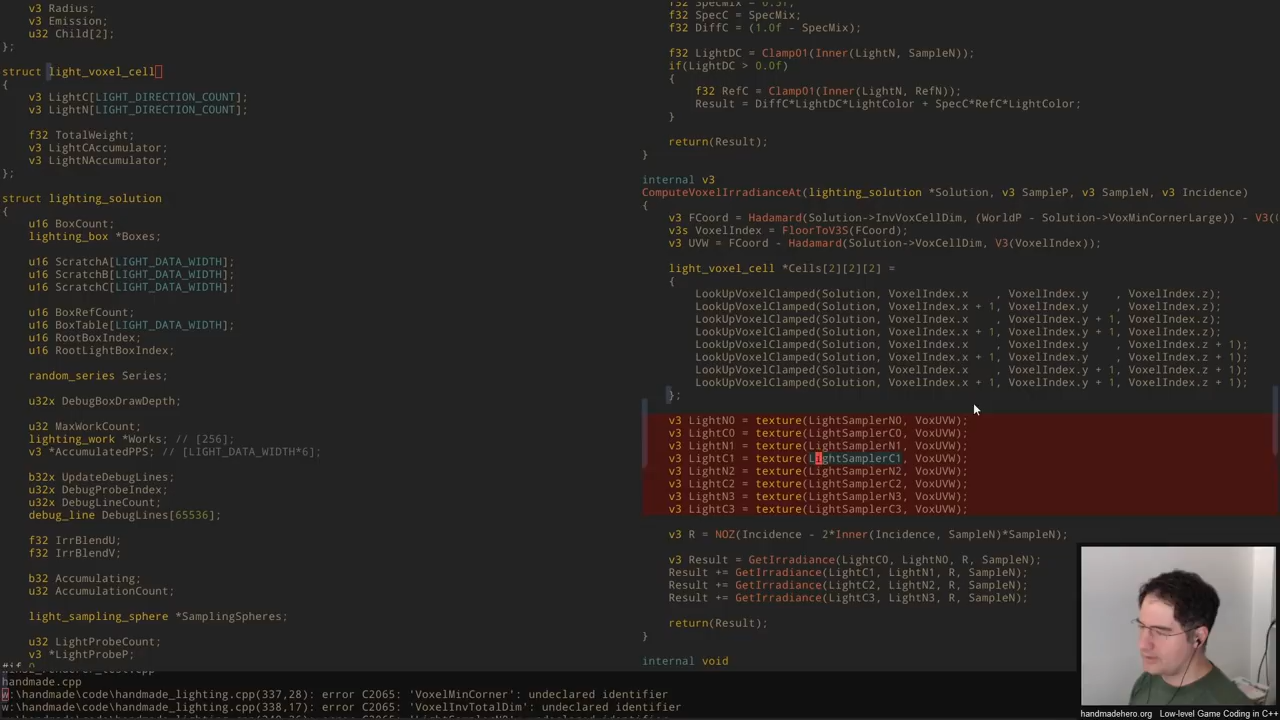 v3 Radius;
v3 Emission;
u32 Child[2];
};
struct light_voxel_cell
{
v3 LightC[LIGHT_DIRECTION_COUNT];
v3 LightN[LIGHT_DIRECTION_COUNT];
f32 TotalWeight;
v3 LightCAccumulator;
v3 LightNAccumulator;
};
struct lighting_solution
{
u16 BoxCount;
lighting_box *Boxes;
u16 ScratchA[LIGHT_DATA_WIDTH];
u16 ScratchB[LIGHT_DATA_WIDTH];
u16 ScratchC[LIGHT_DATA_WIDTH];
u16 BoxRefCount;
u16 BoxTable[LIGHT_DATA_WIDTH];
u16 RootBoxIndex;
u16 RootLightBoxIndex;
random_series Series;
u32x DebugBoxDrawDepth;
u32 MaxWorkCount;
lighting_work *Works; // [256];
v3 *AccumulatedPPS; // [LIGHT_DATA_WIDTH*6];
b32x UpdateDebugLines;
u32x DebugProbeIndex;
u32x DebugLineCount;
debug_line DebugLines[65536];
f32 IrrBlendU;
f32 IrrBlendV;
b32 Accumulating;
u32 AccumulationCount;
light_sampling_sphere *SamplingSpheres;
u32 LightProbeCount;
v3 *LightProbeP;
#if 0
f32 SpecC = SpecMix;
f32 DiffC = (1.0f - SpecMix);
f32 LightDC = Clamp01(Inner(LightN, SampleN));
if(LightDC > 0.0f)
{
f32 RefC = Clamp01(Inner(LightN, RefN));
Result = DiffC*LightDC*LightColor + SpecC*RefC*LightColor;
}
return(Result);
}
internal v3
ComputeVoxelIrradianceAt(lighting_solution *Solution, v3 SampleP, v3 SampleN, v3 Incidence)
{
v3 FCoord = Hadamard(Solution->InvVoxCellDim, (WorldP - Solution->VoxMinCornerLarge)) - V3(
v3s VoxelIndex = FloorToV3S(FCoord);
v3 UVW = FCoord - Hadamard(Solution->VoxCellDim, V3(VoxelIndex));
light_voxel_cell *Cells[2][2][2] =
{
LookUpVoxelClamped(Solution, VoxelIndex.x    , VoxelIndex.y    , VoxelIndex.z);
LookUpVoxelClamped(Solution, VoxelIndex.x + 1, VoxelIndex.y    , VoxelIndex.z);
LookUpVoxelClamped(Solution, VoxelIndex.x    , VoxelIndex.y + 1, VoxelIndex.z);
LookUpVoxelClamped(Solution, VoxelIndex.x + 1, VoxelIndex.y + 1, VoxelIndex.z);
LookUpVoxelClamped(Solution, VoxelIndex.x    , VoxelIndex.y    , VoxelIndex.z + 1);
LookUpVoxelClamped(Solution, VoxelIndex.x + 1, VoxelIndex.y    , VoxelIndex.z + 1);
LookUpVoxelClamped(Solution, VoxelIndex.x    , VoxelIndex.y + 1, VoxelIndex.z + 1);
LookUpVoxelClamped(Solution, VoxelIndex.x + 1, VoxelIndex.y + 1, VoxelIndex.z + 1);
};
v3 LightN0 = texture(LightSamplerN0, VoxUVW);
v3 LightC0 = texture(LightSamplerC0, VoxUVW);
v3 LightN1 = texture(LightSamplerN1, VoxUVW);
v3 LightC1 = texture(LightSamplerC1, VoxUVW);
v3 LightN2 = texture(LightSamplerN2, VoxUVW);
v3 LightC2 = texture(LightSamplerC2, VoxUVW);
v3 LightN3 = texture(LightSamplerN3, VoxUVW);
v3 LightC3 = texture(LightSamplerC3, VoxUVW);
v3 R = NOZ(Incidence - 2*Inner(Incidence, SampleN)*SampleN);
v3 Result = GetIrradiance(LightC0, LightN0, R, SampleN);
Result += GetIrradiance(LightC1, LightN1, R, SampleN);
Result += GetIrradiance(LightC2, LightN2, R, SampleN);
Result += GetIrradiance(LightC3, LightN3, R, SampleN);
return(Result);
}
internal void
handmade.cpp
w:\handmade\code\handmade_lighting.cpp(337,28): error C2065: 'VoxelMinCorner': undeclared identifier
w:\handmade\code\handmade_lighting.cpp(338,17): error C2065: 'VoxelInvTotalDim': undeclared identifier
handmadehero.org
Low-level Game Coding in C++